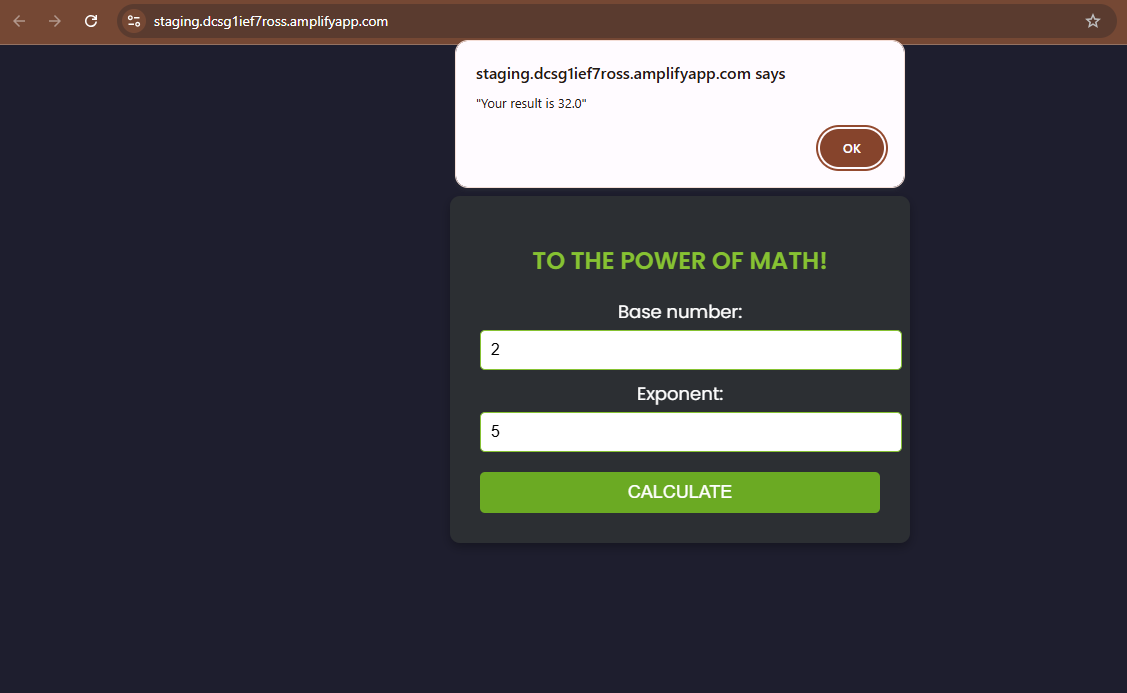 staging.dcsg1ief7ross.amplifyapp.com
staging.dcsg1ief7ross.amplifyapp.com says
"Your result is 32.0"
OK
TO THE POWER OF MATH!
Base number:
2
Exponent:
5
CALCULATE